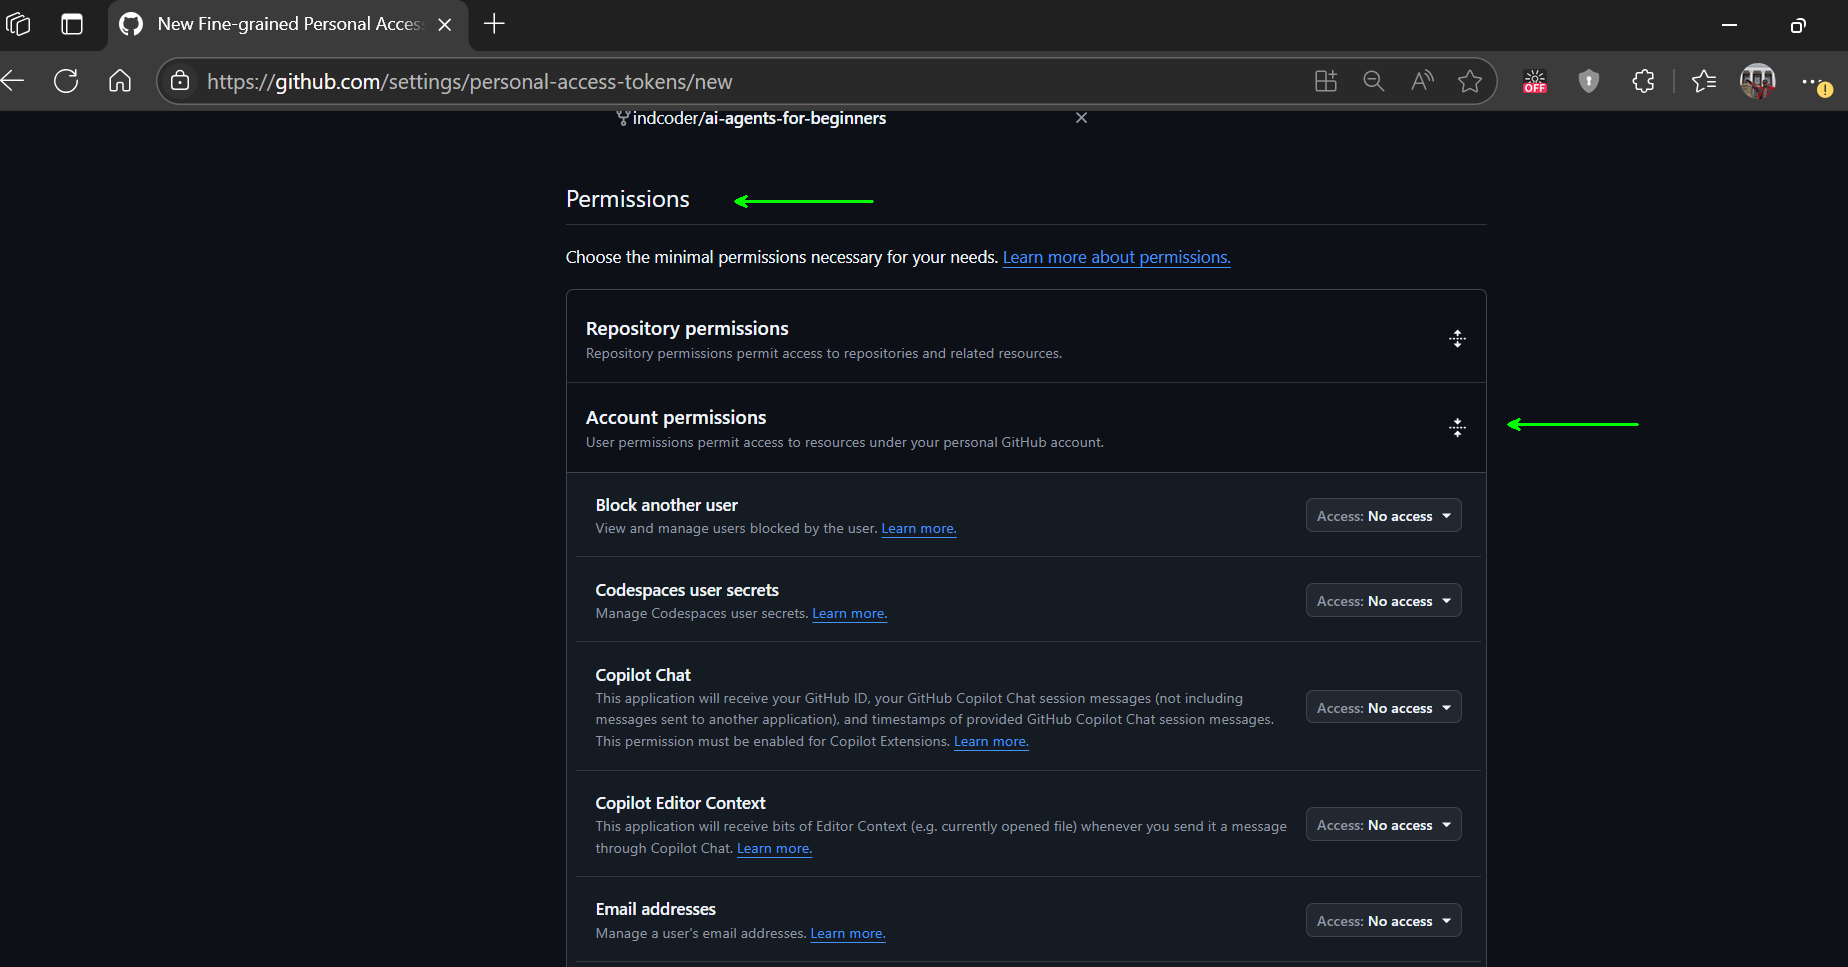 New Fine-grained Personal Acces
https://github.com/settings/personal-access-tokens/new
OFF
indcoder/ai-agents-for-beginners
Permissions
Choose the minimal permissions necessary for your needs. Learn more about permissions.
Repository permissions
Repository permissions permit access to repositories and related resources.
Account permissions
User permissions permit access to resources under your personal GitHub account.
Block another user
View and manage users blocked by the user. Learn more.
Access: No access
Codespaces user secrets
Manage Codespaces user secrets. Learn more.
Access: No access
Copilot Chat
This application will receive your GitHub ID, your GitHub Copilot Chat session messages (not including
messages sent to another application), and timestamps of provided GitHub Copilot Chat session messages.
This permission must be enabled for Copilot Extensions. Learn more.
Access: No access
Copilot Editor Context
This application will receive bits of Editor Context (e.g. currently opened file) whenever you send it a message
through Copilot Chat. Learn more.
Access: No access
Email addresses
Manage a user's email addresses. Learn more.
Access: No access